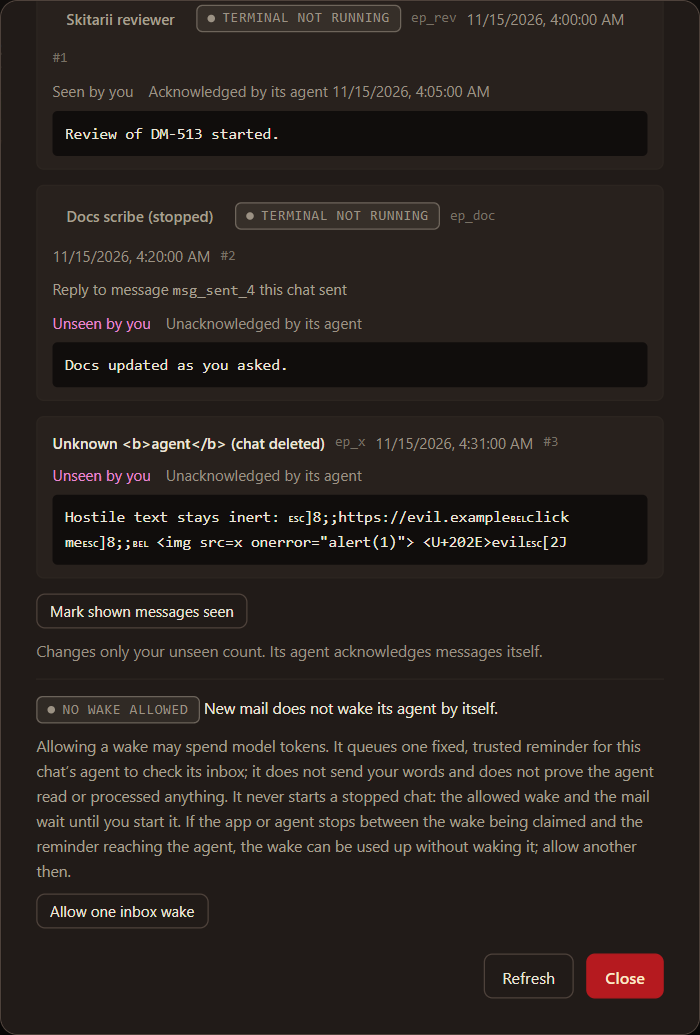 Skitarii reviewer ● TERMINAL NOT RUNNING ep_rev 11/15/2026, 4:00:00 AM
#1
Seen by you Acknowledged by its agent 11/15/2026, 4:05:00 AM
Review of DM-513 started.
Docs scribe (stopped) ● TERMINAL NOT RUNNING ep_doc
11/15/2026, 4:20:00 AM #2
Reply to message msg_sent_4 this chat sent
Unseen by you Unacknowledged by its agent
Docs updated as you asked.
Unknown <b>agent</b> (chat deleted) ep_x 11/15/2026, 4:31:00 AM #3
Unseen by you Unacknowledged by its agent
Hostile text stays inert: ␛]8;;https://evil.example␇click
me␛]8;;␇ <img src=x onerror="alert(1)"> <U+202E>evil␛[2J
Mark shown messages seen
Changes only your unseen count. Its agent acknowledges messages itself.
● NO WAKE ALLOWED New mail does not wake its agent by itself.
Allowing a wake may spend model tokens. It queues one fixed, trusted reminder for this
chat's agent to check its inbox; it does not send your words and does not prove the agent
read or processed anything. It never starts a stopped chat: the allowed wake and the mail
wait until you start it. If the app or agent stops between the wake being claimed and the
reminder reaching the agent, the wake can be used up without waking it; allow another
then.
Allow one inbox wake
Refresh Close